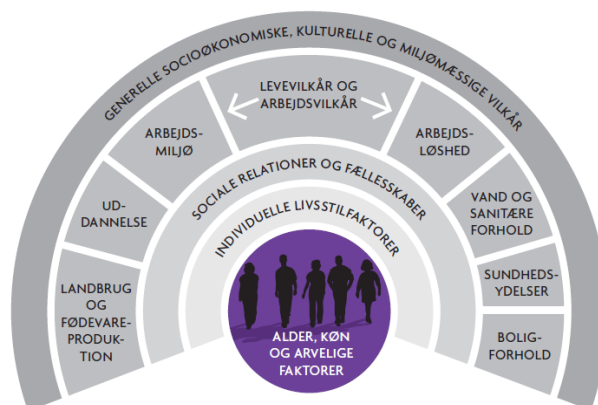 GENERELLE SOCIOØKONOMISKE, KULTURELLE OG MILJØMÆSSIGE VILKÅR
LEVEVILKÅR OG
ARBEJDSVILKÅR
ARBEJDS-
MILJØ
ARBEJDS-
LØSHED
UD-
DANNELSE
VAND OG
SANITÆRE
FORHOLD
LANDBRUG
OG
FØDEVARE-
PRODUK-
TION
SUNDHEDS-
YDELSER
BOLIG-
FORHOLD
SOCIALE RELATIONER OG FÆLLESSKABER
INDIVIDUELLE LIVSSTILFAKTORER
ALDER, KØN
OG ARVELIGE
FAKTORER